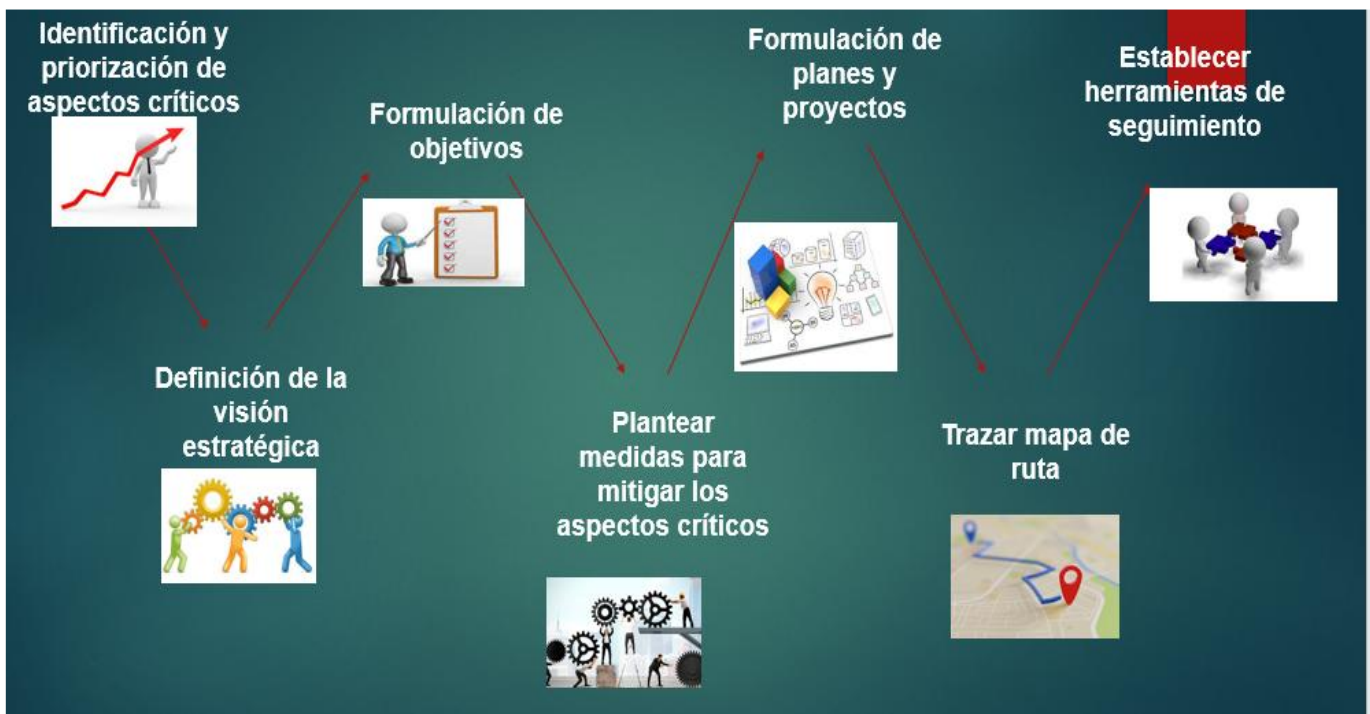 Identificación y
priorización de
aspectos críticos
Definición de la
visión
estratégica
Formulación de
objetivos
Plantear
medidas para
mitigar los
aspectos críticos
Formulación de
planes y
proyectos
Trazar mapa de
ruta
Establecer
herramientas de
seguimiento